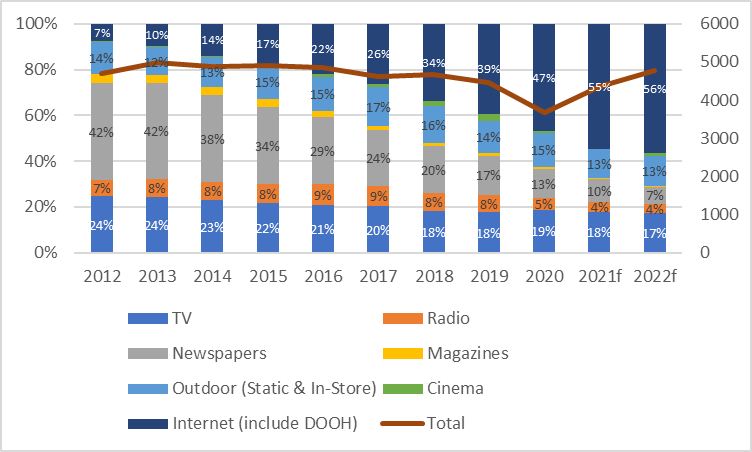 100%
80%
60%
40%
20%
0%
6000
5000
4000
3000
2000
1000
0
7% 10% 14% 17% 22% 26% 34% 39% 47% 55% 56%
14% 12% 13% 15% 15% 17% 16% 14% 15% 13% 13%
42% 42% 38% 34% 29% 24% 20% 17% 13% 10% 7%
7% 8% 8% 8% 9% 9% 8% 8% 5% 4% 4%
24% 24% 23% 22% 21% 20% 18% 18% 19% 18% 17%
2012 2013 2014 2015 2016 2017 2018 2019 2020 2021f 2022f
TV Radio
Newspapers Magazines
Outdoor (Static & In-Store) Cinema
Internet (include DOOH) Total